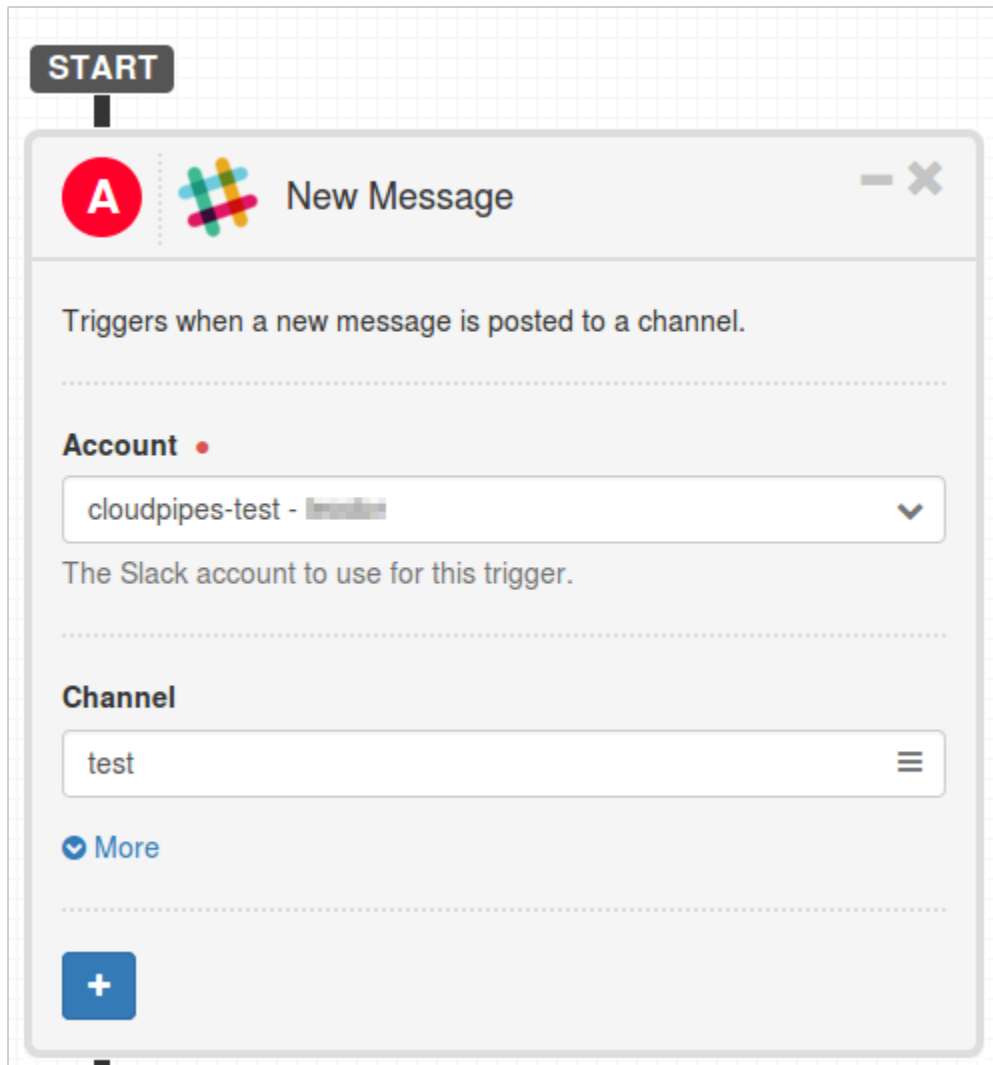 START
A
New Message
Triggers when a new message is posted to a channel.
Account
cloudpipes-test -
The Slack account to use for this trigger.
Channel
test
More